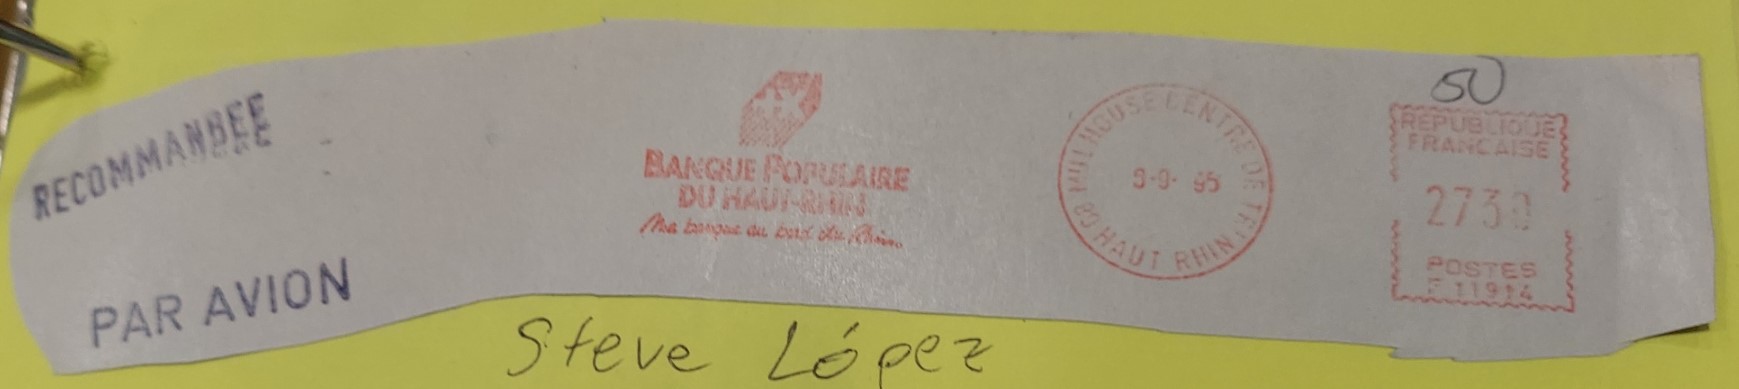 RECOMMANDEE
PAR AVION
BANQUE POPULAIRE
DU HAUT-RHIN
Ma banque au bord du Rhin
MULHOUSE CENTRE DE TRI
HAUT RHIN
9-9- 95
50
REPUBLIQUE
FRANCAISE
2730
POSTES
F 11914
Steve López